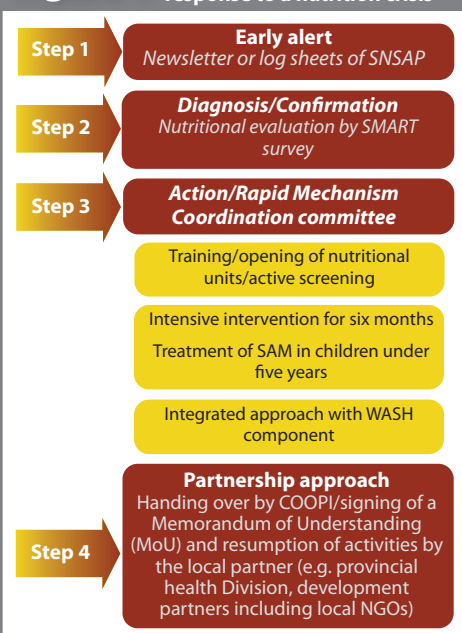 response to a nutrition crisis
Step 1
Early alert
Newsletter or log sheets of SNSAP
Step 2
Diagnosis/Confirmation
Nutritional evaluation by SMART
survey
Step 3
Action/Rapid Mechanism
Coordination committee
Training/opening of nutritional
units/active screening
Intensive intervention for six months
Treatment of SAM in children under
five years
Integrated approach with WASH
component
Step 4
Partnership approach
Handing over by COOPI/signing of a
Memorandum of Understanding
(MoU) and resumption of activities by
the local partner (e.g. provincial
health Division, development
partners including local NGOs)